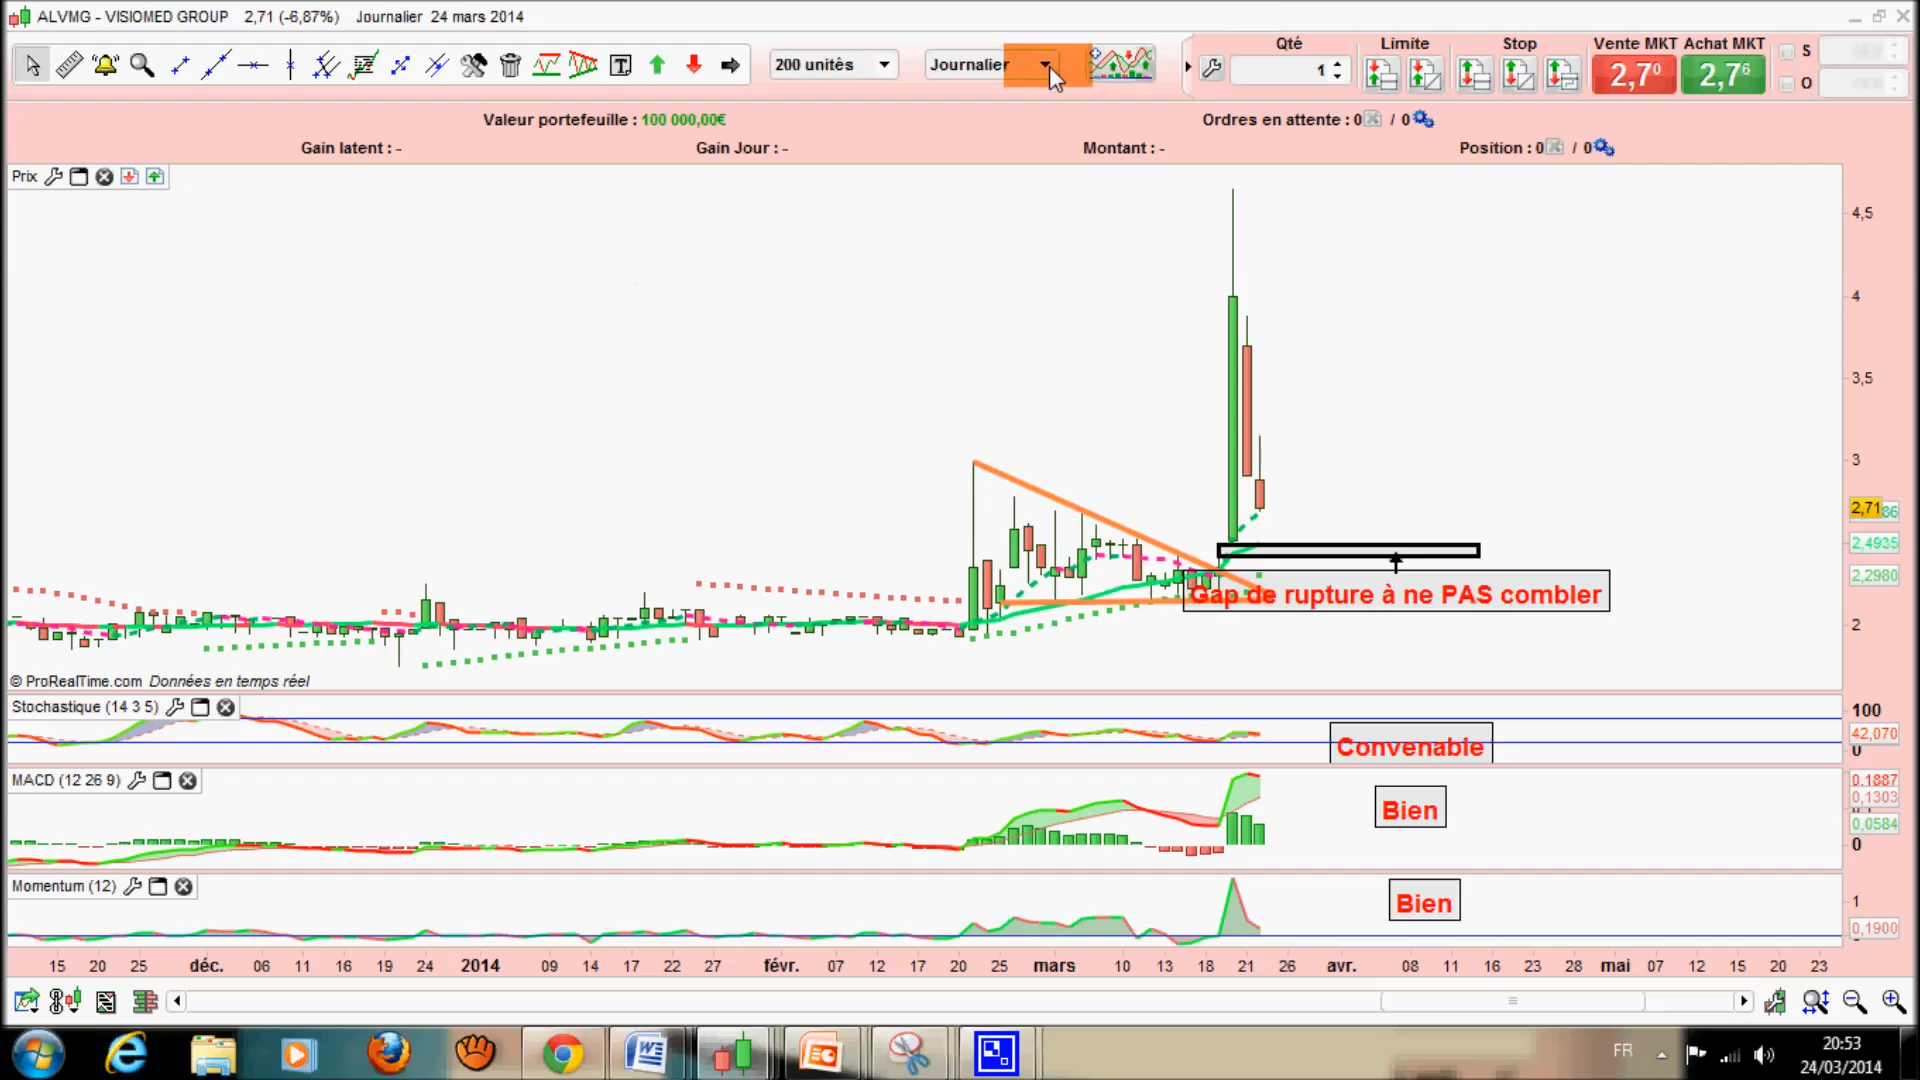 ALVMG - VISIOMED GROUP 2,71 (-6,87%) Journalier 24 mars 2014
200 unités
Journalier
Qté
Limite
Stop
Vente MKT Achat MKT
1
2,7⁰
2,7⁶
S
O
Valeur portefeuille : 100 000,00€
Ordres en attente : 0 / 0
Gain latent : -
Gain Jour : -
Montant : -
Position : 0 / 0
Prix
4,5
4
3,5
3
2,71
86
2,4935
2,2980
2
Gap de rupture à ne PAS combler
© ProRealTime.com Données en temps réel
Stochastique (14 3 5)
100
42,070
0
Convenable
MACD (12 26 9)
0,1887
0,1303
0,0584
0
Bien
Momentum (12)
1
0,1900
Bien
15 20 25 déc. 06 11 16 19 24 2014 09 14 17 22 27 févr. 07 12 17 20 25 mars 10 13 18 21 26 avr. 08 11 16 23 28 mai 07 12 15 20 23
FR
20:53
24/03/2014